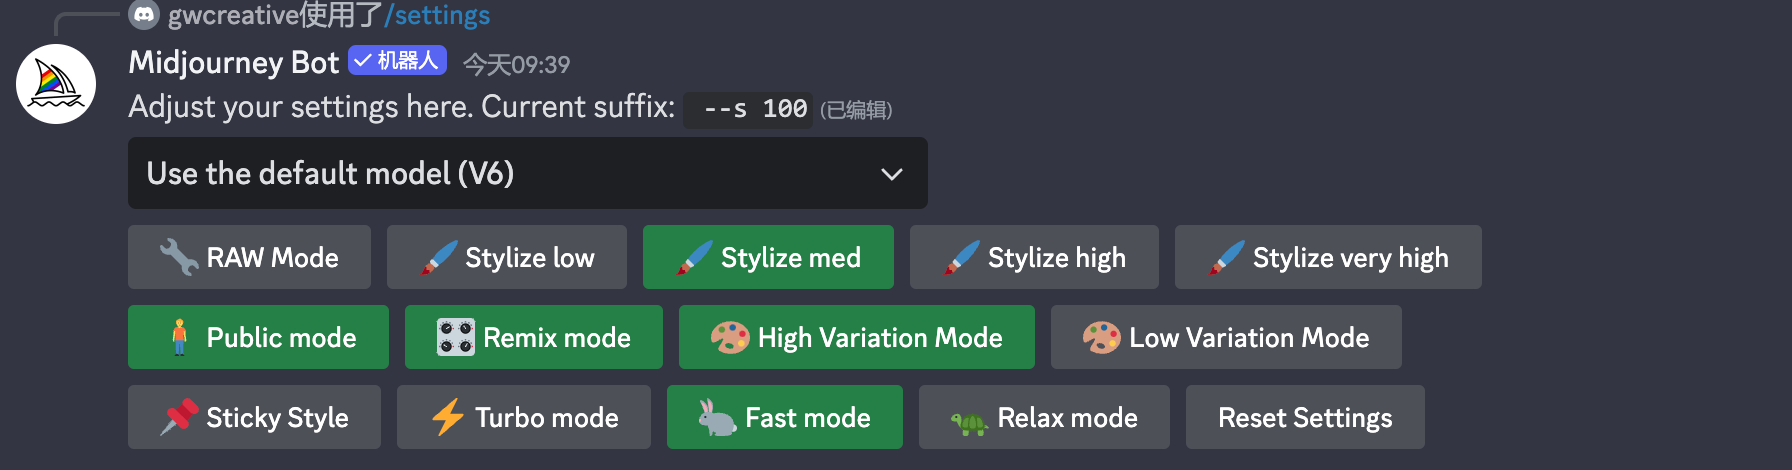 gwcreative使用了/settings
Midjourney Bot ✓ 机器人 今天09:39
Adjust your settings here. Current suffix: --s 100 (已编辑)
Use the default model (V6)
RAW Mode Stylize low Stylize med Stylize high Stylize very high
Public mode Remix mode High Variation Mode Low Variation Mode
Sticky Style Turbo mode Fast mode Relax mode Reset Settings